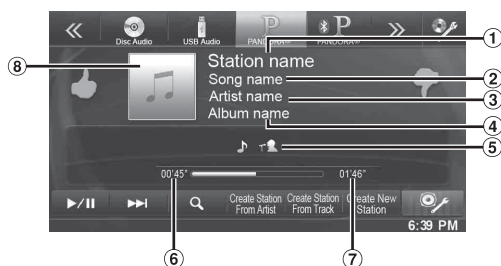 Disc Audio USB Audio PANDORA PANDORA
Station name
Song name
Artist name
Album name
00'45" 01'46"
Create Station From Artist
Create Station From Track
Create New Station
6:39 PM
1
2
3
4
5
6
7
8